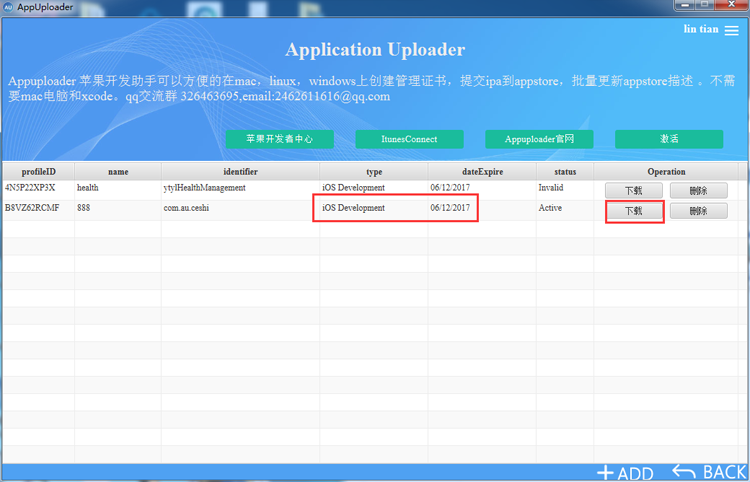 AppUploader
lin tian
Application Uploader
Appuploader 苹果开发助手可以方便的在mac，linux，windows上创建管理证书，提交ipa到appstore，批量更新appstore描述 。不需
要mac电脑和xcode。qq交流群 326463695,email:2462611616@qq.com
苹果开发者中心 ItunesConnect Appuploader官网 激活
profileID name identifier type dateExpire status Operation
4N5P22XP3X health ytylHealthManagement iOS Development 06/12/2017 Invalid 下载 删除
B8VZ62RCMF 888 com.au.ceshi iOS Development 06/12/2017 Active 下载 删除
ADD BACK